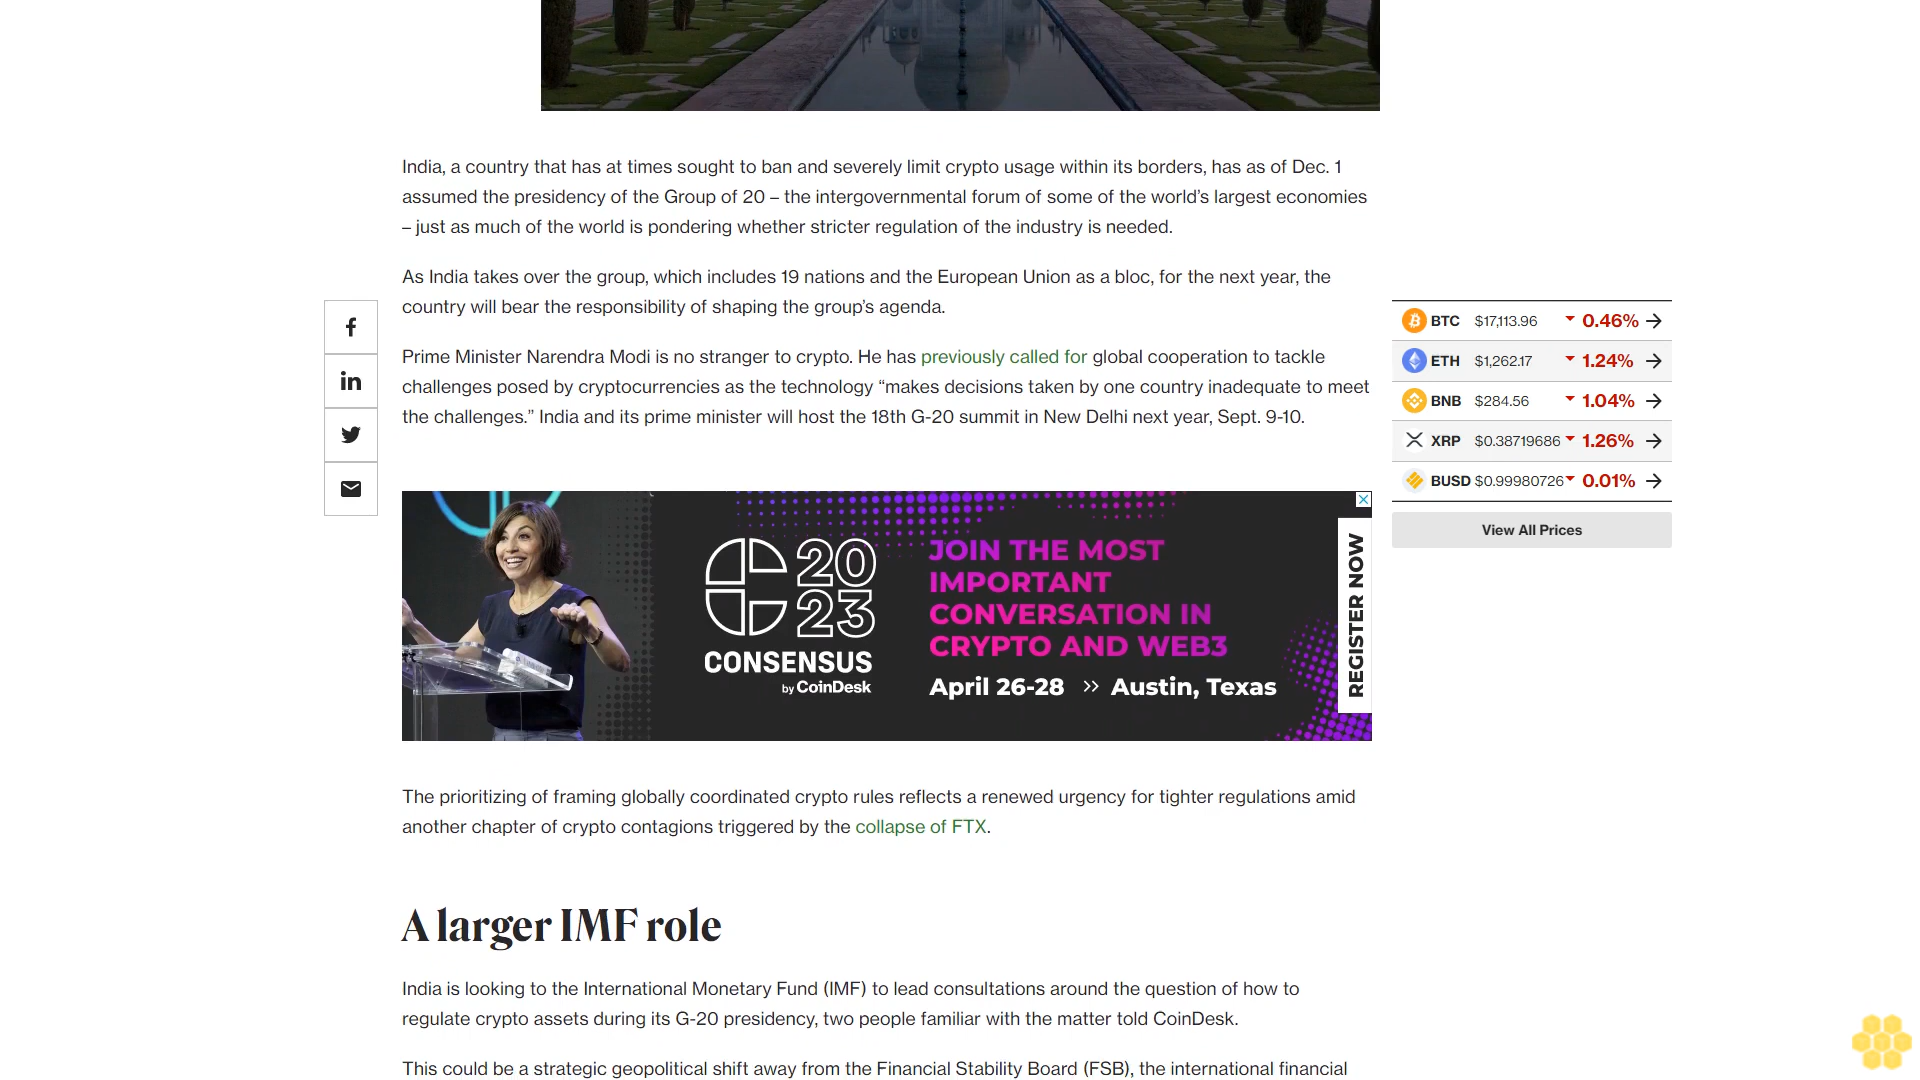 India, a country that has at times sought to ban and severely limit crypto usage within its borders, has as of Dec. 1
assumed the presidency of the Group of 20 – the intergovernmental forum of some of the world’s largest economies
– just as much of the world is pondering whether stricter regulation of the industry is needed.
As India takes over the group, which includes 19 nations and the European Union as a bloc, for the next year, the
country will bear the responsibility of shaping the group’s agenda.
Prime Minister Narendra Modi is no stranger to crypto. He has previously called for global cooperation to tackle
challenges posed by cryptocurrencies as the technology “makes decisions taken by one country inadequate to meet
the challenges.” India and its prime minister will host the 18th G-20 summit in New Delhi next year, Sept. 9-10.
BTC $17,113.96 0.46%
ETH $1,262.17 1.24%
BNB $284.56 1.04%
XRP $0.38719686 1.26%
BUSD $0.99980726 0.01%
View All Prices
2023
CONSENSUS
by CoinDesk
JOIN THE MOST
IMPORTANT
CONVERSATION IN
CRYPTO AND WEB3
April 26-28 >> Austin, Texas
REGISTER NOW
The prioritizing of framing globally coordinated crypto rules reflects a renewed urgency for tighter regulations amid
another chapter of crypto contagions triggered by the collapse of FTX.
A larger IMF role
India is looking to the International Monetary Fund (IMF) to lead consultations around the question of how to
regulate crypto assets during its G-20 presidency, two people familiar with the matter told CoinDesk.
This could be a strategic geopolitical shift away from the Financial Stability Board (FSB), the international financial